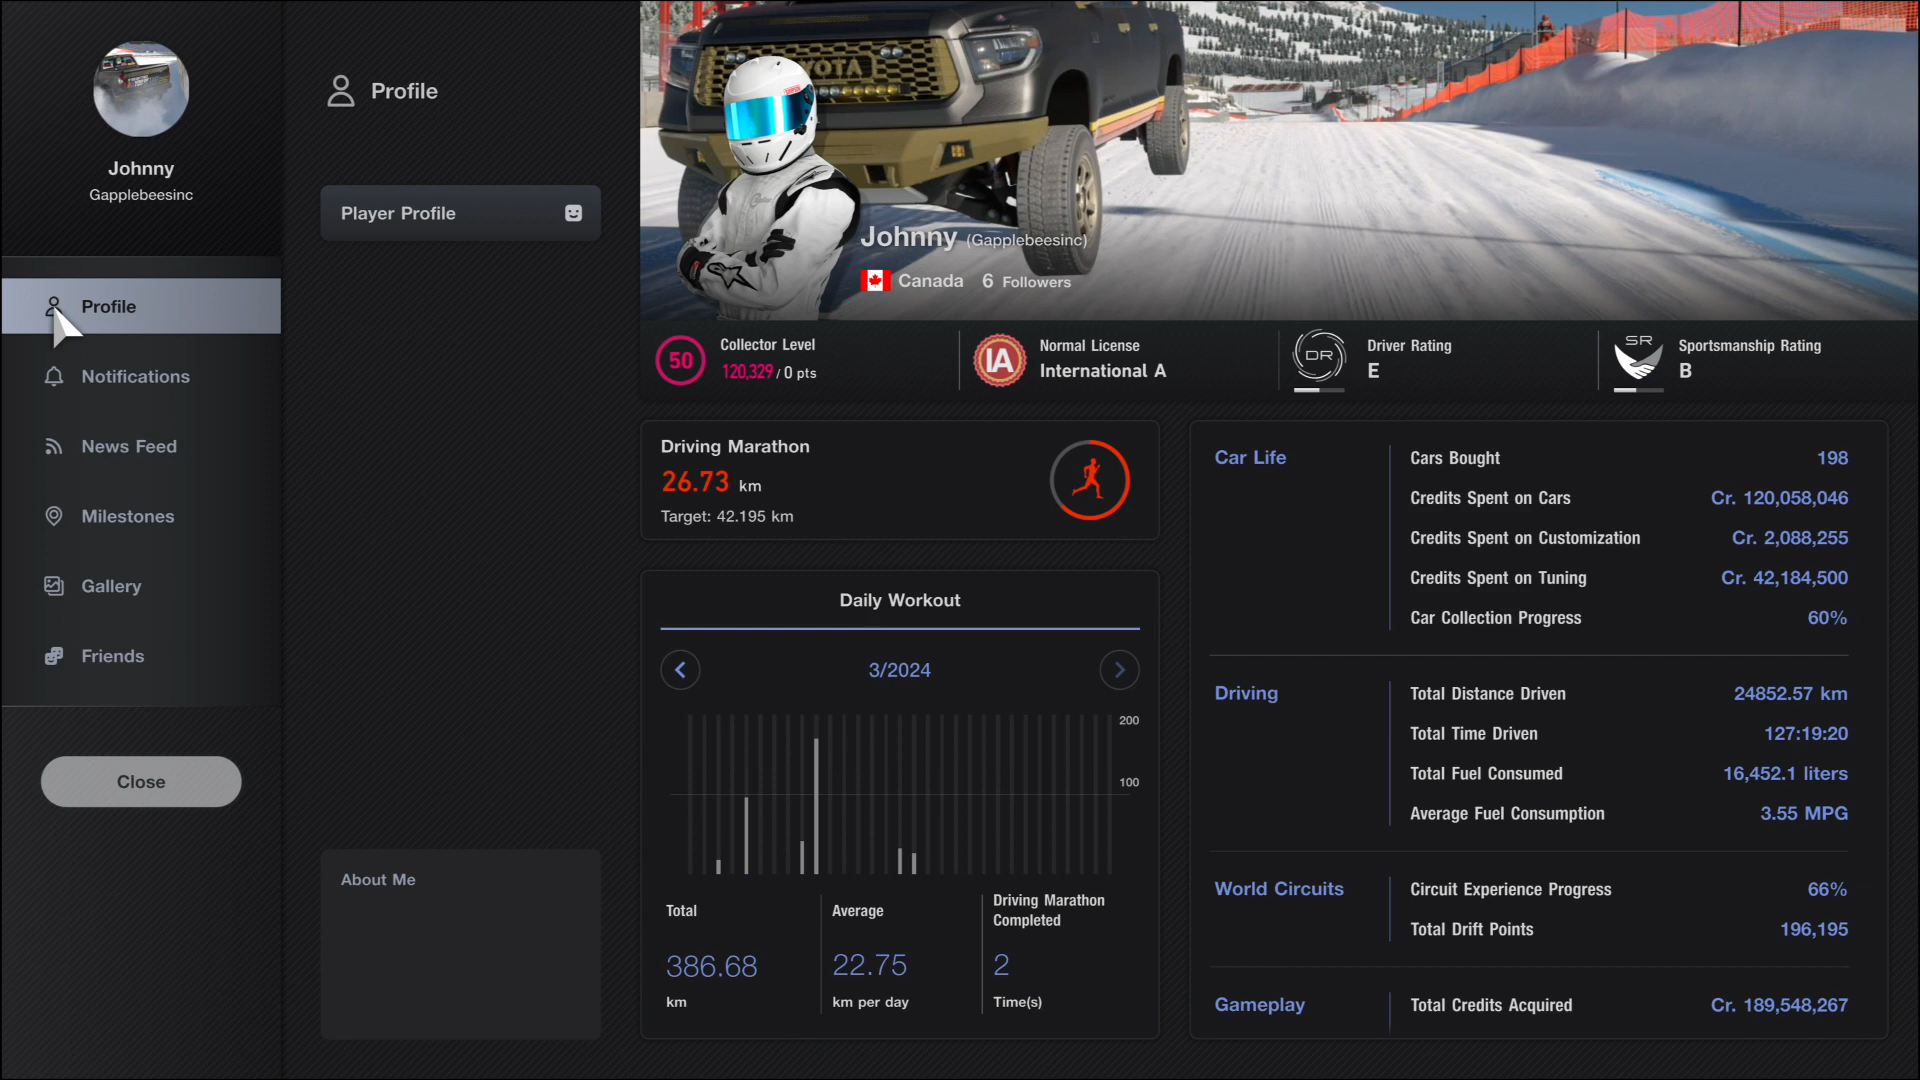 Johnny
Gapplebeesinc
Profile
Notifications
News Feed
Milestones
Gallery
Friends
Close
Profile
Player Profile
About Me
YOTA
Johnny (Gapplebeesinc)
Canada 6 Followers
50
Collector Level
120,329 / 0 pts
IA
Normal License
International A
DR
Driver Rating
E
SR
Sportsmanship Rating
B
Driving Marathon
26.73 km
Target: 42.195 km
Daily Workout
3/2024
200
100
Total
386.68
km
Average
22.75
km per day
Driving Marathon
Completed
2
Time(s)
Car Life
Cars Bought 198
Credits Spent on Cars Cr. 120,058,046
Credits Spent on Customization Cr. 2,088,255
Credits Spent on Tuning Cr. 42,184,500
Car Collection Progress 60%
Driving
Total Distance Driven 24852.57 km
Total Time Driven 127:19:20
Total Fuel Consumed 16,452.1 liters
Average Fuel Consumption 3.55 MPG
World Circuits
Circuit Experience Progress 66%
Total Drift Points 196,195
Gameplay
Total Credits Acquired Cr. 189,548,267